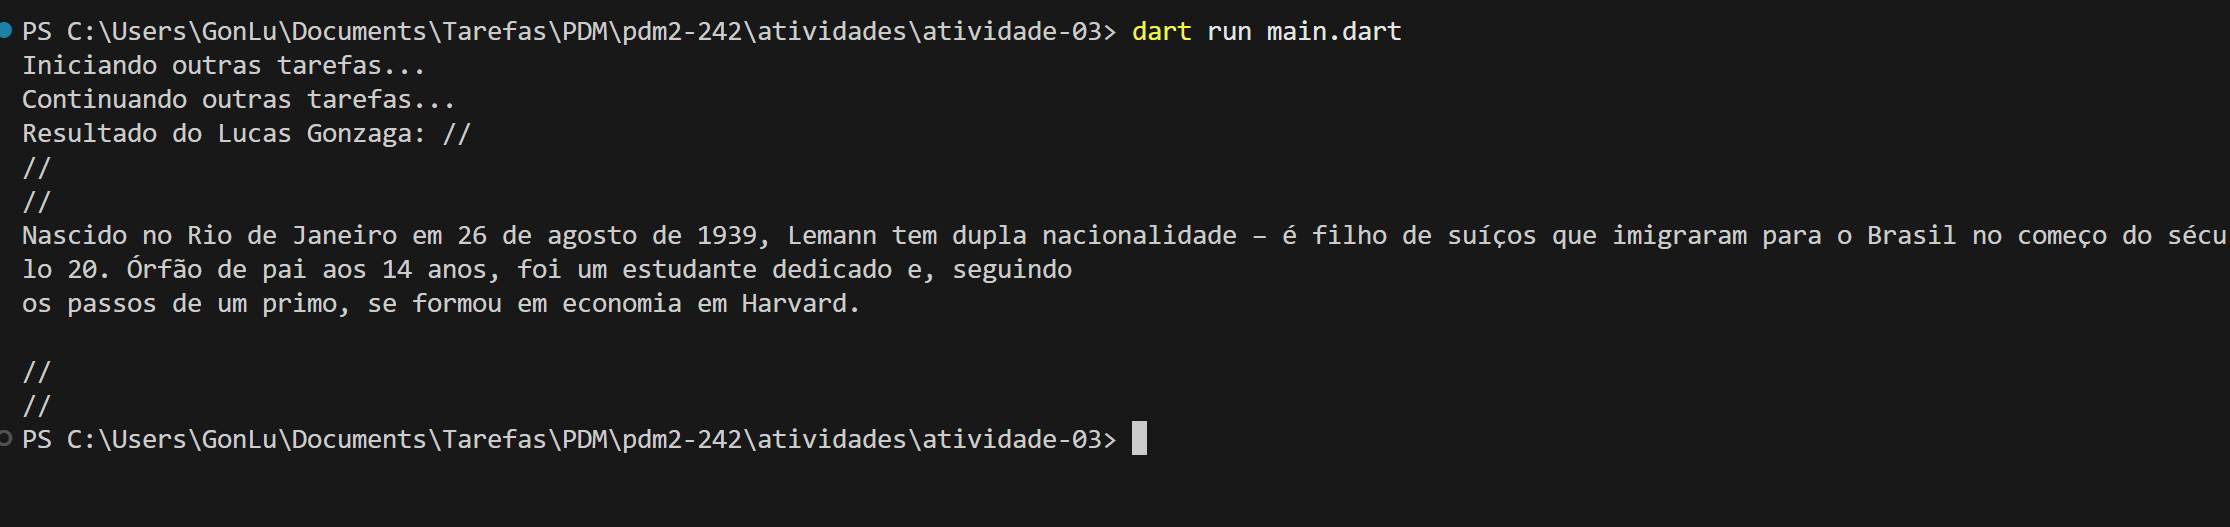 PS C:\Users\GonLu\Documents\Tarefas\PDM\pdm2-242\atividades\atividade-03> dart run main.dart
Iniciando outras tarefas...
Continuando outras tarefas...
Resultado do Lucas Gonzaga: //
//
//
Nascido no Rio de Janeiro em 26 de agosto de 1939, Lemann tem dupla nacionalidade – é filho de suíços que imigraram para o Brasil no começo do sécu
lo 20. Órfão de pai aos 14 anos, foi um estudante dedicado e, seguindo
os passos de um primo, se formou em economia em Harvard.
//
//
PS C:\Users\GonLu\Documents\Tarefas\PDM\pdm2-242\atividades\atividade-03>